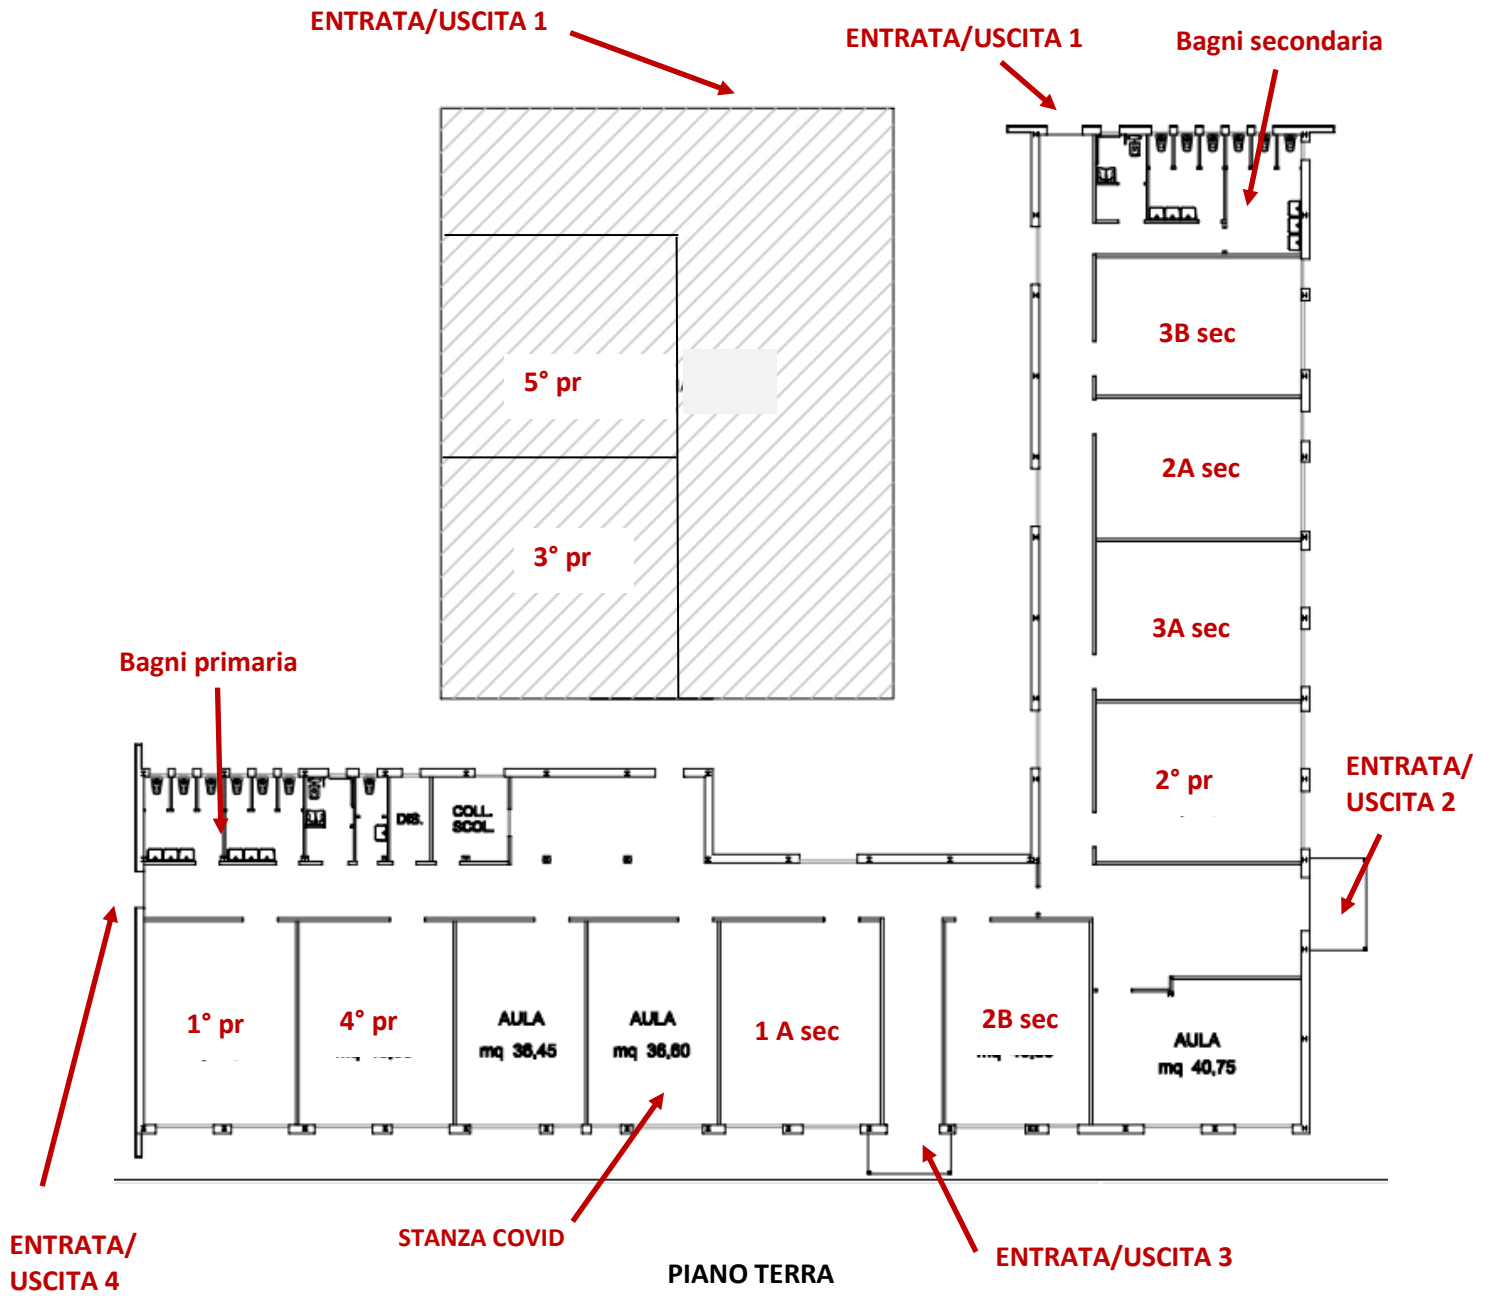 ENTRATA/USCITA 1
ENTRATA/USCITA 1
Bagni secondaria
3B sec
5° pr
2A sec
3° pr
3A sec
Bagni primaria
2° pr
ENTRATA/
USCITA 2
DIS.
COLL.
SCOL.
1° pr
4° pr
AULA
mq 36,45
AULA
mq 36,60
1 A sec
2B sec
AULA
mq 40,75
STANZA COVID
ENTRATA/USCITA 3
ENTRATA/
USCITA 4
PIANO TERRA